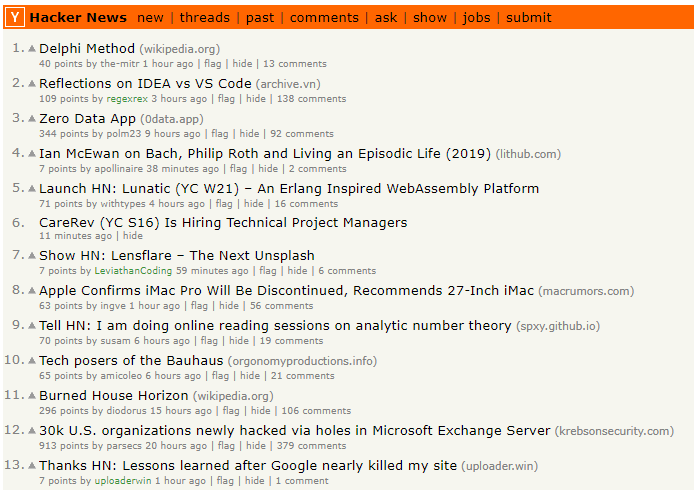 Y Hacker News new | threads | past | comments | ask | show | jobs | submit
1. Delphi Method (wikipedia.org)
40 points by the-mitr 1 hour ago | flag | hide | 13 comments
2. Reflections on IDEA vs VS Code (archive.vn)
109 points by regexrex 3 hours ago | flag | hide | 138 comments
3. Zero Data App (0data.app)
344 points by polm23 9 hours ago | flag | hide | 92 comments
4. Ian McEwan on Bach, Philip Roth and Living an Episodic Life (2019) (lithub.com)
7 points by apollinaire 38 minutes ago | flag | hide | 2 comments
5. Launch HN: Lunatic (YC W21) – An Erlang Inspired WebAssembly Platform
71 points by withtypes 4 hours ago | flag | hide | 16 comments
6. CareRev (YC S16) Is Hiring Technical Project Managers
11 minutes ago | hide
7. Show HN: Lensflare – The Next Unsplash
7 points by LeviathanCoding 59 minutes ago | flag | hide | 6 comments
8. Apple Confirms iMac Pro Will Be Discontinued, Recommends 27-Inch iMac (macrumors.com)
63 points by ingve 1 hour ago | flag | hide | 56 comments
9. Tell HN: I am doing online reading sessions on analytic number theory (spxy.github.io)
70 points by susam 6 hours ago | flag | hide | 19 comments
10. Tech posers of the Bauhaus (orgonomyproductions.info)
65 points by amicoleo 6 hours ago | flag | hide | 21 comments
11. Burned House Horizon (wikipedia.org)
296 points by diodorus 15 hours ago | flag | hide | 106 comments
12. 30k U.S. organizations newly hacked via holes in Microsoft Exchange Server (krebsonsecurity.com)
913 points by parsecs 20 hours ago | flag | hide | 379 comments
13. Thanks HN: Lessons learned after Google nearly killed my site (uploader.win)
7 points by uploaderwin 1 hour ago | flag | hide | 1 comment